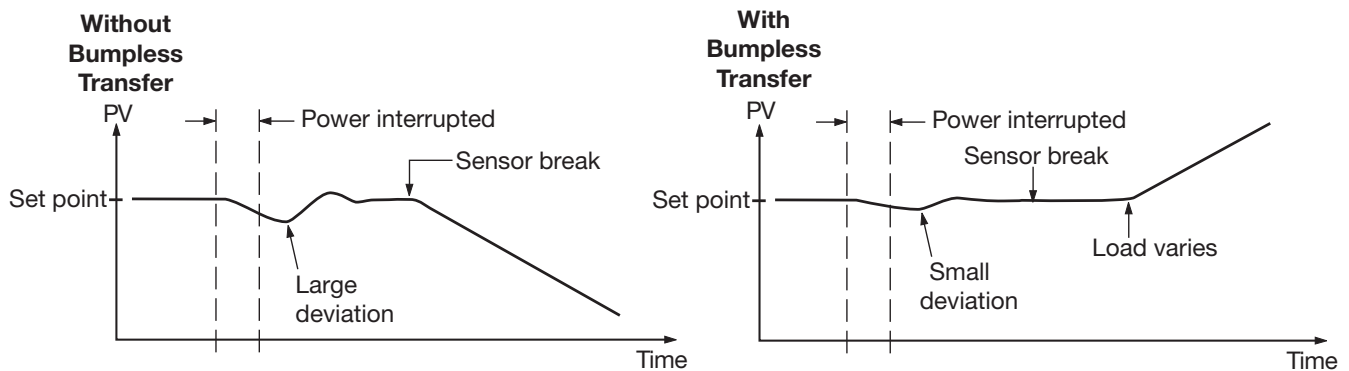 Without
Bumpless
Transfer
PV
Power interrupted
Sensor break
Set point
Large
deviation
Time
With
Bumpless
Transfer
PV
Power interrupted
Sensor break
Set point
Load varies
Small
deviation
Time